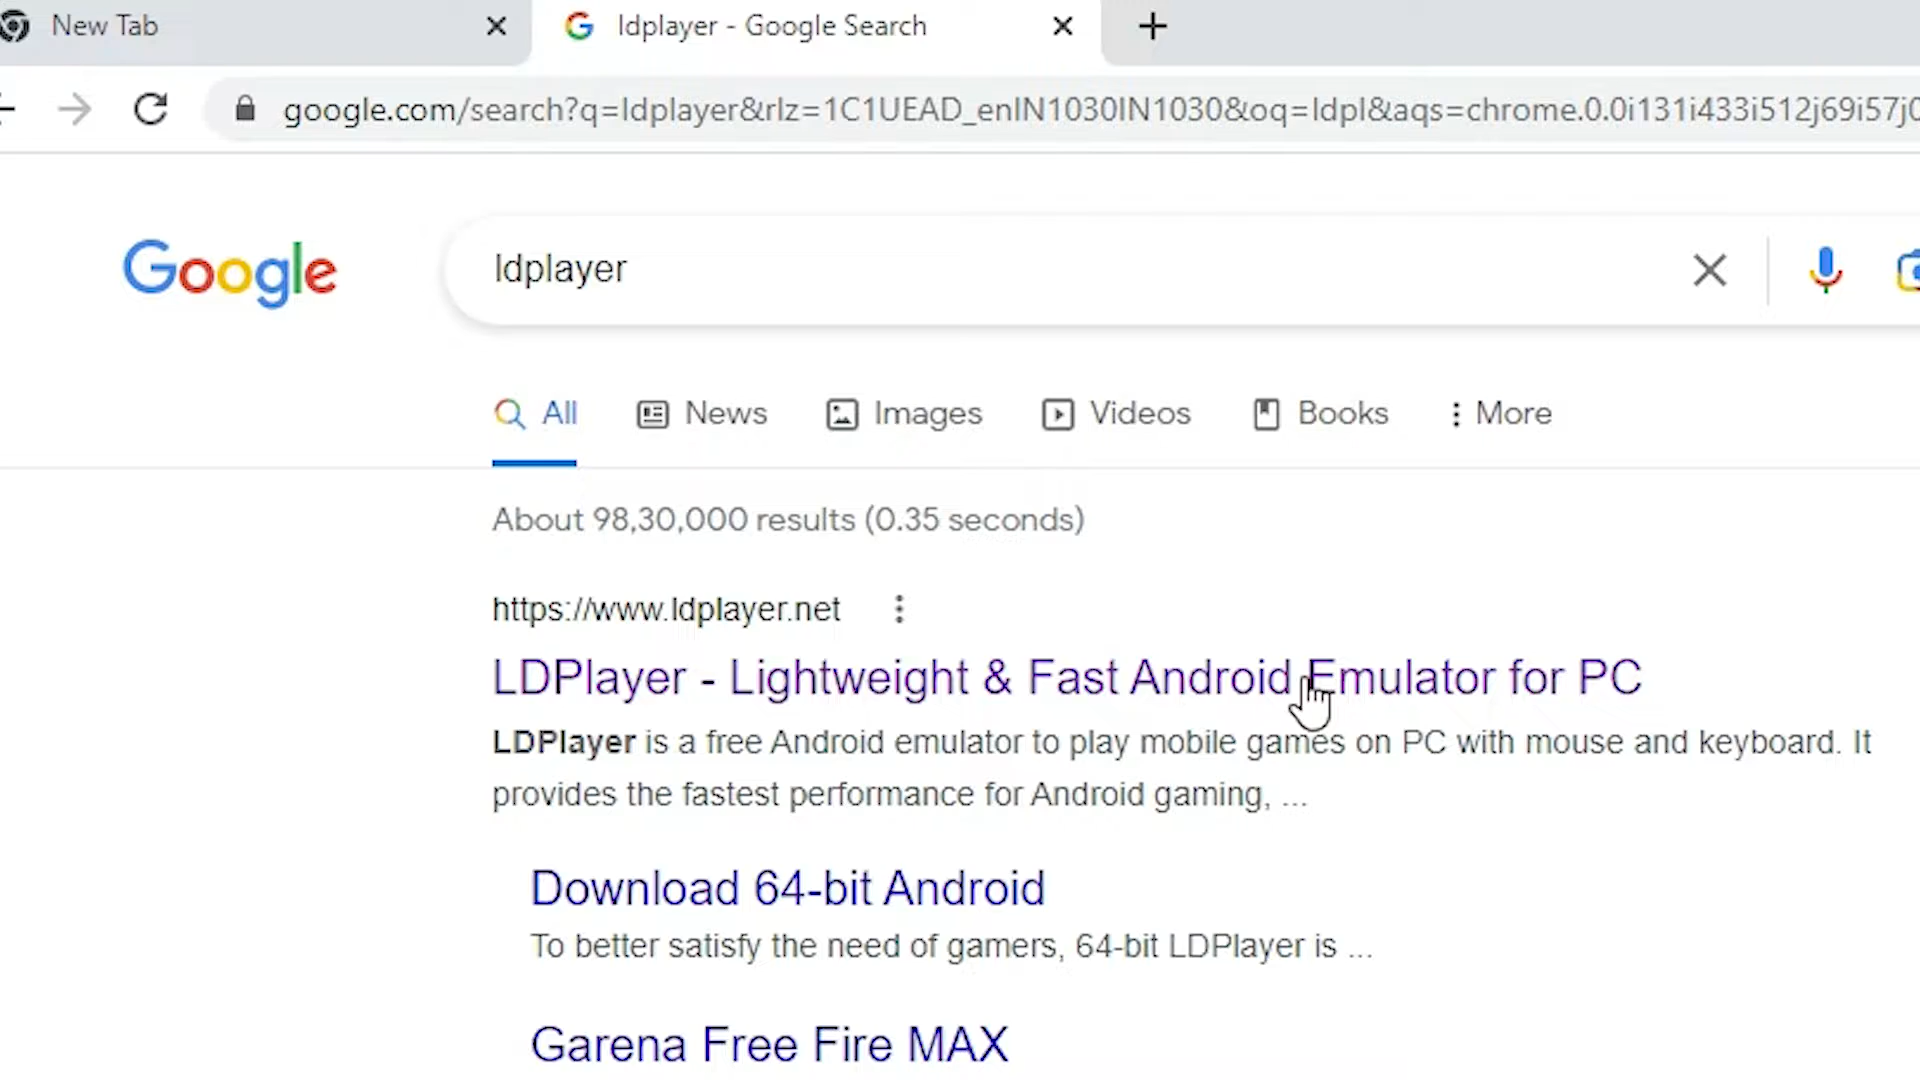 New Tab
ldplayer - Google Search
google.com/search?q=ldplayer&rlz=1C1UEAD_enIN1030IN1030&oq=ldpl&aqs=chrome.0.0i131i433i512j69i57j0
Google
ldplayer
All News Images Videos Books More
About 98,30,000 results (0.35 seconds)
https://www.ldplayer.net
LDPlayer - Lightweight & Fast Android Emulator for PC
LDPlayer is a free Android emulator to play mobile games on PC with mouse and keyboard. It
provides the fastest performance for Android gaming, ...
Download 64-bit Android
To better satisfy the need of gamers, 64-bit LDPlayer is ...
Garena Free Fire MAX